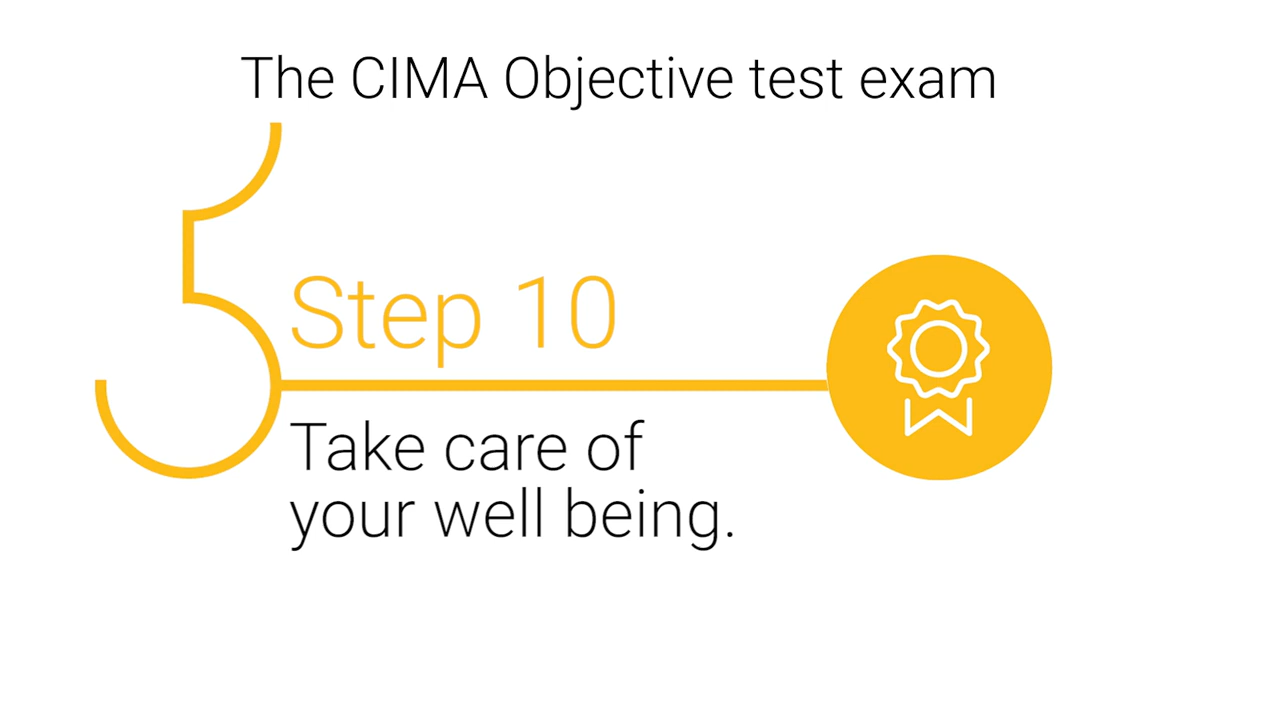 The CIMA Objective test exam
Step 10
Take care of
your well being.